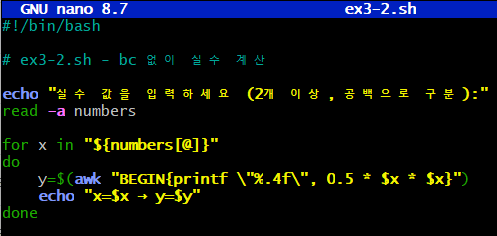 GNU nano 8.7 ex3-2.sh
#!/bin/bash
# ex3-2.sh - bc 없이 실수 계산
echo "실수 값을 입력하세요 (2개 이상, 공백으로 구분):"
read -a numbers
for x in "${numbers[@]}"
do
    y=$(awk "BEGIN{printf \"%.4f\", 0.5 * $x * $x}")
    echo "x=$x → y=$y"
done